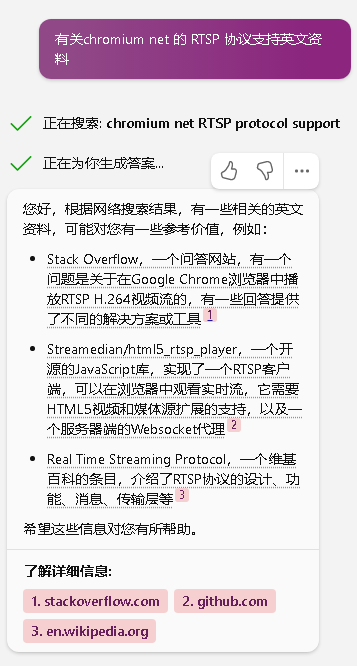 有关chromium net 的 RTSP 协议支持英文资
料
正在搜索: chromium net RTSP protocol support
正在为你生成答案...
您好，根据网络搜索结果，有一些相关的英文
资料，可能对您有一些参考价值，例如：
• Stack Overflow，一个问答网站，有一个
问题是关于在Google Chrome浏览器中播
放RTSP H.264视频流的，有一些回答提供
了不同的解决方案或工具 1
• Streamedian/html5_rtsp_player，一个开
源的JavaScript库，实现了一个RTSP客户
端，可以在浏览器中观看实时流，它需要
HTML5视频和媒体源扩展的支持，以及一
个服务器端的Websocket代理 2
• Real Time Streaming Protocol，一个维基
百科的条目，介绍了RTSP协议的设计、功
能、消息、传输层等 3
希望这些信息对您有所帮助。
了解详细信息:
1. stackoverflow.com 2. github.com
3. en.wikipedia.org